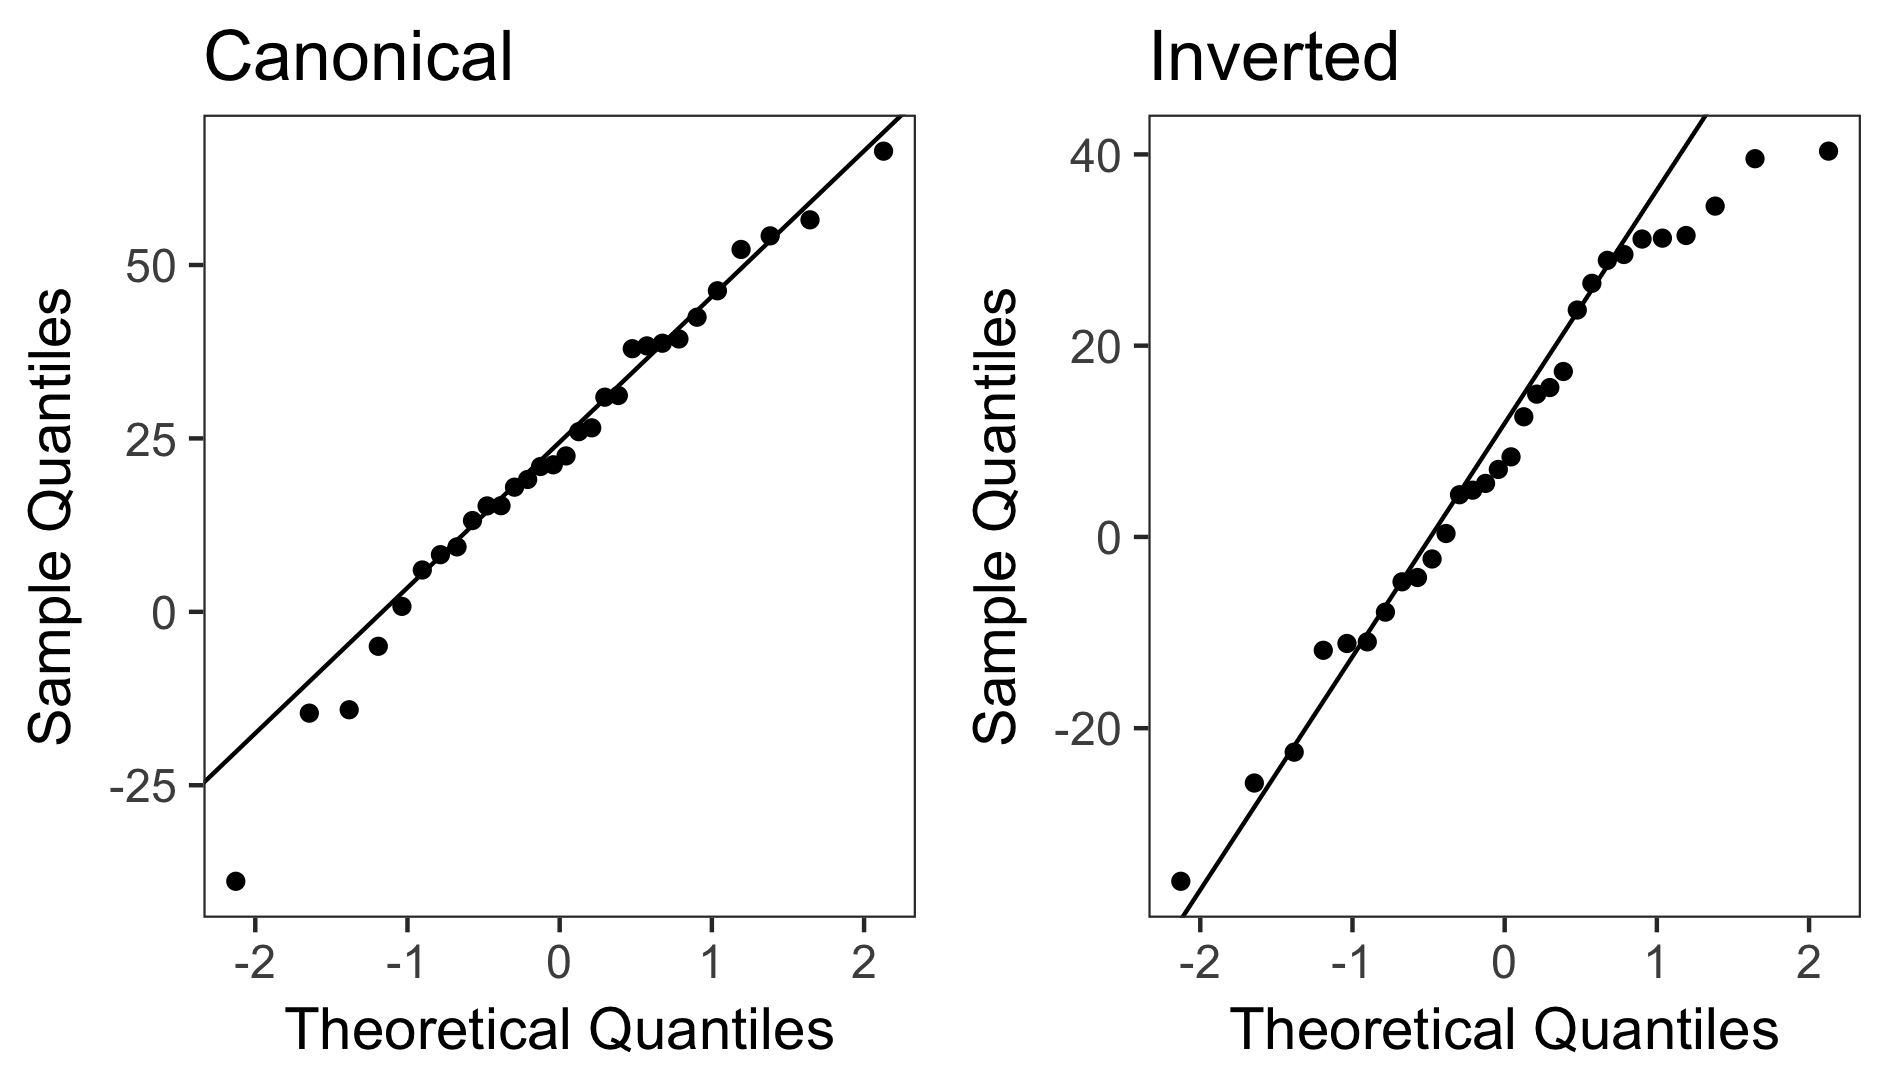 Canonical
Inverted
Sample Quantiles
50
25
0
-25
-2 -1 0 1 2
Theoretical Quantiles
Sample Quantiles
40
20
0
-20
-2 -1 0 1 2
Theoretical Quantiles